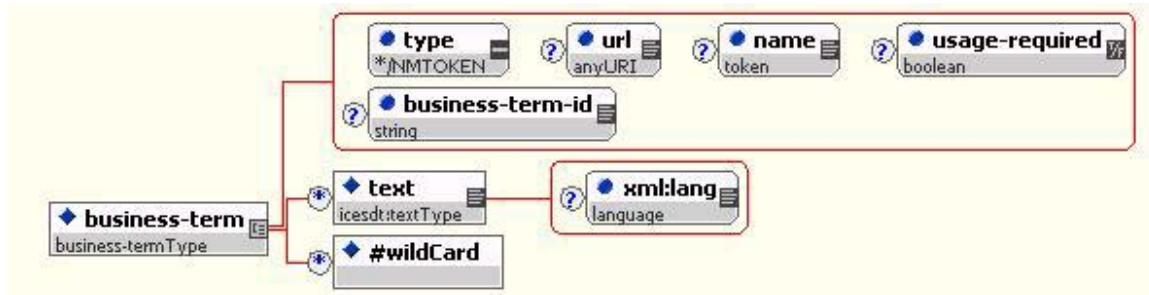 type url name usage-required
*/NMTOKEN anyURI token boolean
business-term-id
string
text xml:lang
icesdt:textType language
business-term
business-termType
#wildCard